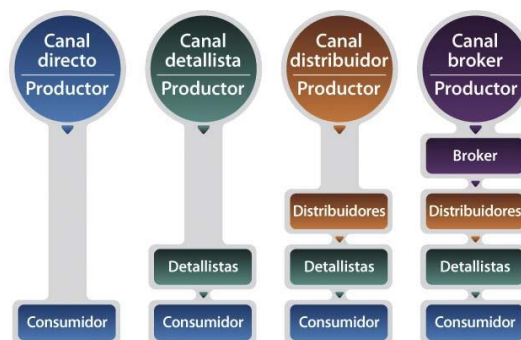 Canal
directo
Productor
Consumidor
Canal
detallista
Productor
Detallistas
Consumidor
Canal
distribuidor
Productor
Distribuidores
Detallistas
Consumidor
Canal
broker
Productor
Broker
Distribuidores
Detallistas
Consumidor